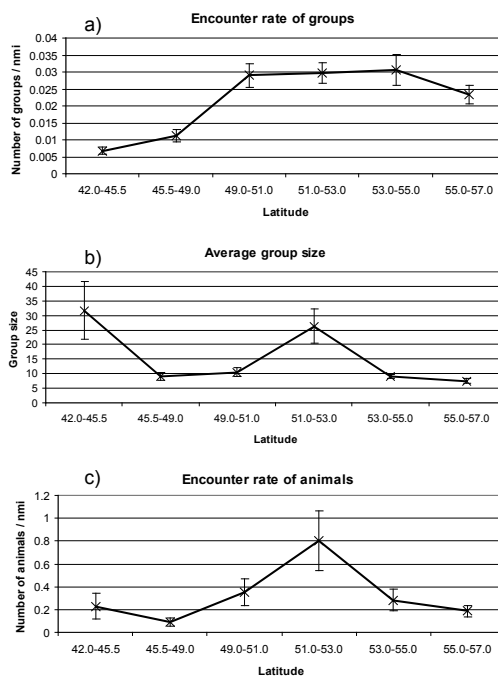 a)
Encounter rate of groups
Number of groups / nmi
0.04
0.035
0.03
0.025
0.02
0.015
0.01
0.005
0
42.0-45.5 45.5-49.0 49.0-51.0 51.0-53.0 53.0-55.0 55.0-57.0
Latitude
b)
Average group size
Group size
45
40
35
30
25
20
15
10
5
0
42.0-45.5 45.5-49.0 49.0-51.0 51.0-53.0 53.0-55.0 55.0-57.0
Latitude
c)
Encounter rate of animals
Number of animals / nmi
1.2
1
0.8
0.6
0.4
0.2
0
42.0-45.5 45.5-49.0 49.0-51.0 51.0-53.0 53.0-55.0 55.0-57.0
Latitude